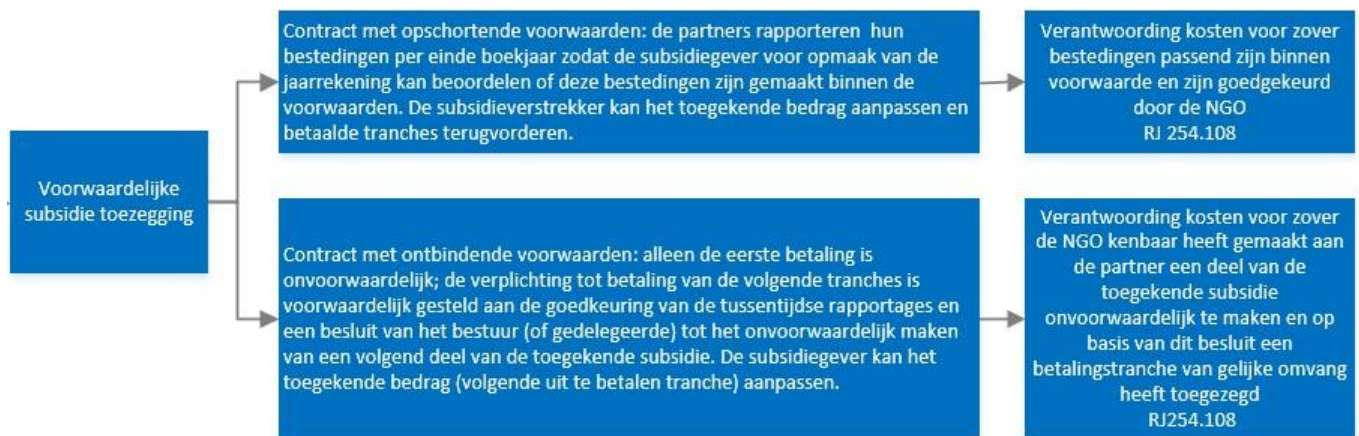 Voorwaardelijke
subsidie toezegging
Contract met opschortende voorwaarden: de partners rapporteren hun
bestedingen per einde boekjaar zodat de subsidiegever voor opmaak van de
jaarrekening kan beoordelen of deze bestedingen zijn gemaakt binnen de
voorwaarden. De subsidieverstrekker kan het toegekende bedrag aanpassen en
betaalde tranches terugvorderen.
Verantwoording kosten voor zover
bestedingen passend zijn binnen
voorwaarde en zijn goedgekeurd
door de NGO
RJ 254.108
Contract met ontbindende voorwaarden: alleen de eerste betaling is
onvoorwaardelijk; de verplichting tot betaling van de volgende tranches is
voorwaardelijk gesteld aan de goedkeuring van de tussentijdse rapportages en
een besluit van het bestuur (of gedelegeerde) tot het onvoorwaardelijk maken
van een volgend deel van de toegekende subsidie. De subsidiegever kan het
toegekende bedrag (volgende uit te betalen tranche) aanpassen.
Verantwoording kosten voor zover
de NGO kenbaar heeft gemaakt aan
de partner een deel van de
toegekende subsidie
onvoorwaardelijk te maken en op
basis van dit besluit een
betalingstranche van gelijke omvang
heeft toegezegd
RJ254.108